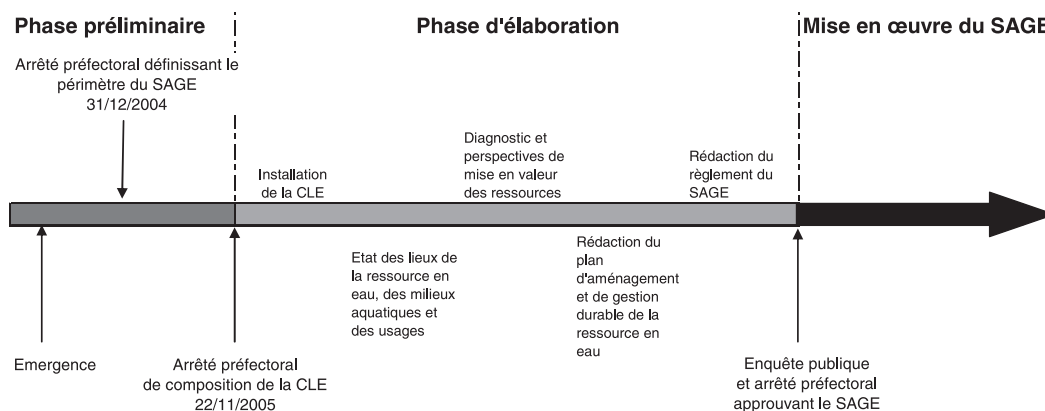 Phase préliminaire
Phase d'élaboration
Mise en œuvre du SAGE
Arrêté préfectoral définissant le
périmètre du SAGE
31/12/2004
Installation
de la CLE
Diagnostic et
perspectives de
mise en valeur
des ressources
Rédaction du
règlement du
SAGE
Etat des lieux de
la ressource en
eau, des milieux
aquatiques et
des usages
Rédaction du
plan
d'aménagement
et de gestion
durable de la
ressource en
eau
Emergence
Arrêté préfectoral
de composition de la CLE
22/11/2005
Enquête publique
et arrêté préfectoral
approuvant le SAGE